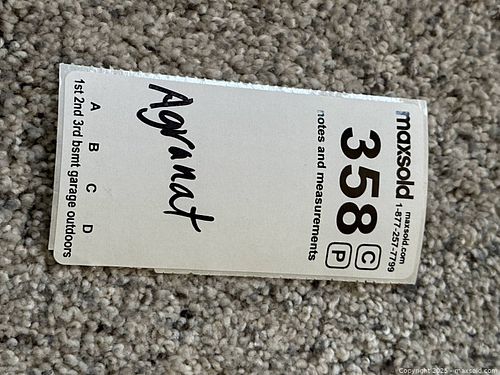 maxsold
maxsold.com
1-877-257-7799
358 C P
notes and measurements
Agranat
A B C D
1st 2nd 3rd bsmt garage outdoors
Copyright 2025 - maxsold.com